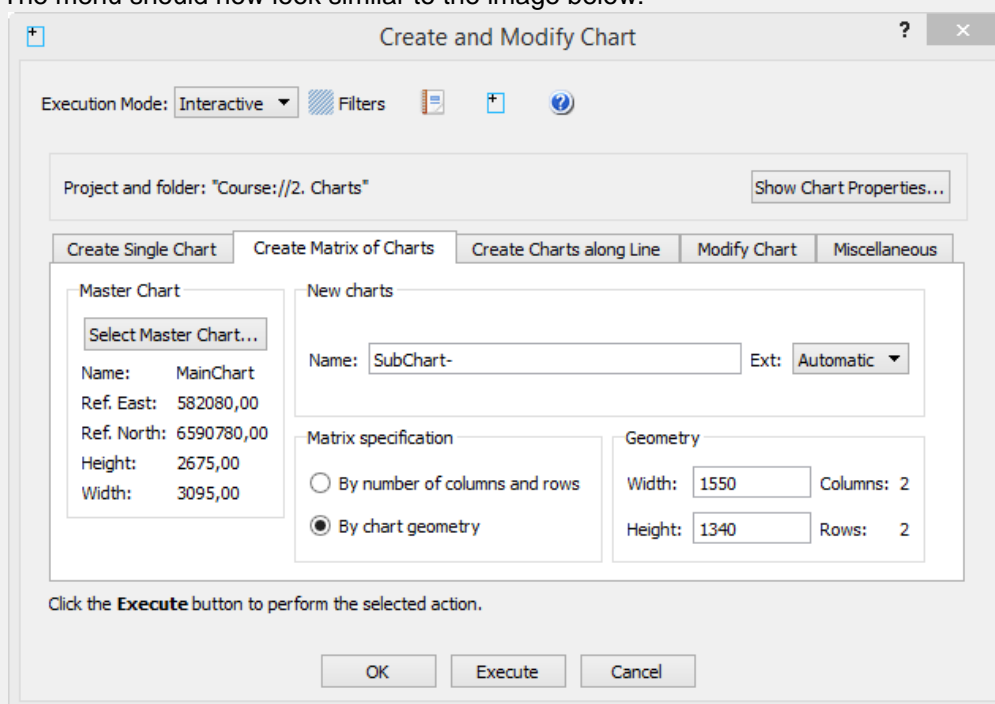 The menu should now look similar to the image below.
Create and Modify Chart ?
Execution Mode: Interactive Filters
Project and folder: "Course://2. Charts" Show Chart Properties...
Create Single Chart Create Matrix of Charts Create Charts along Line Modify Chart Miscellaneous
Master Chart
Select Master Chart...
Name: MainChart
Ref. East: 582080,00
Ref. North: 6590780,00
Height: 2675,00
Width: 3095,00
New charts
Name: SubChart- Ext: Automatic
Matrix specification
By number of columns and rows
By chart geometry
Geometry
Width: 1550 Columns: 2
Height: 1340 Rows: 2
Click the Execute button to perform the selected action.
OK Execute Cancel